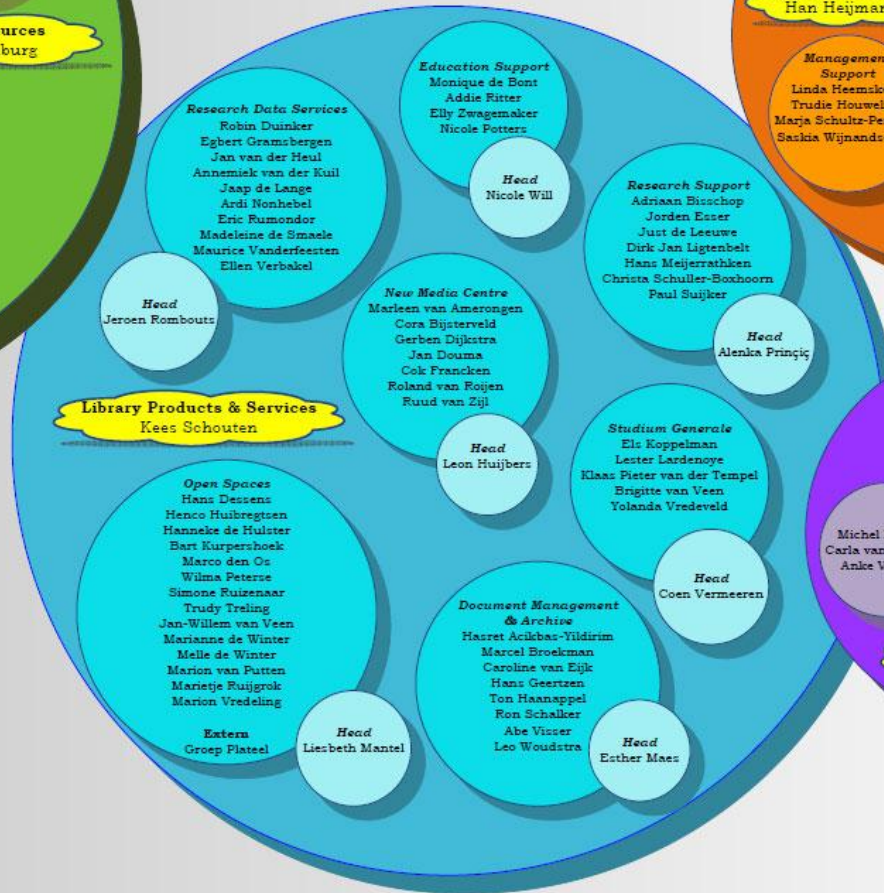 urces
burg
Han Heijman
Management
Support
Linda Heemske
Trudie Houwel
Marja Schultz-Pe
Saskia Wijnands
Education Support
Monique de Bont
Addie Ritter
Elly Zwagemaker
Nicole Potters
Head
Nicole Will
Research Data Services
Robin Duinker
Egbert Gramsbergen
Jan van der Heul
Annemiek van der Kuil
Jaap de Lange
Ardi Nonhebel
Eric Rumondor
Madeleine de Smaele
Maurice Vanderfeesten
Ellen Verbakel
Head
Jeroen Rombouts
Research Support
Adriaan Bisschop
Jorden Esser
Just de Leeuwe
Dirk Jan Ligtenbelt
Hans Meijerrathken
Christa Schuller-Boxhoorn
Paul Suijker
Head
Alenka Prinçiç
New Media Centre
Marleen van Amerongen
Cora Bijsterveld
Gerben Dijkstra
Jan Douma
Cok Francken
Roland van Roijen
Ruud van Zijl
Head
Leon Huijbers
Library Products & Services
Kees Schouten
Studium Generale
Els Koppelman
Lester Lardenoye
Klaas Pieter van der Tempel
Brigitte van Veen
Yolanda Vredeveld
Head
Coen Vermeeren
Open Spaces
Hans Dessens
Henco Huibregtsen
Hanneke de Hulster
Bart Kurpershoek
Marco den Os
Wilma Peterse
Simone Ruizenaar
Trudy Treling
Jan-Willem van Veen
Marianne de Winter
Melle de Winter
Marion van Putten
Marietje Ruijgrok
Marion Vredeling
Extern
Groep Plateel
Head
Liesbeth Mantel
Document Management
& Archive
Hasret Acikbas-Yildirim
Marcel Broekman
Caroline van Eijk
Hans Geertzen
Ton Haanappel
Ron Schalker
Abe Visser
Leo Woudstra
Head
Esther Maes
Michel
Carla van
Anke V